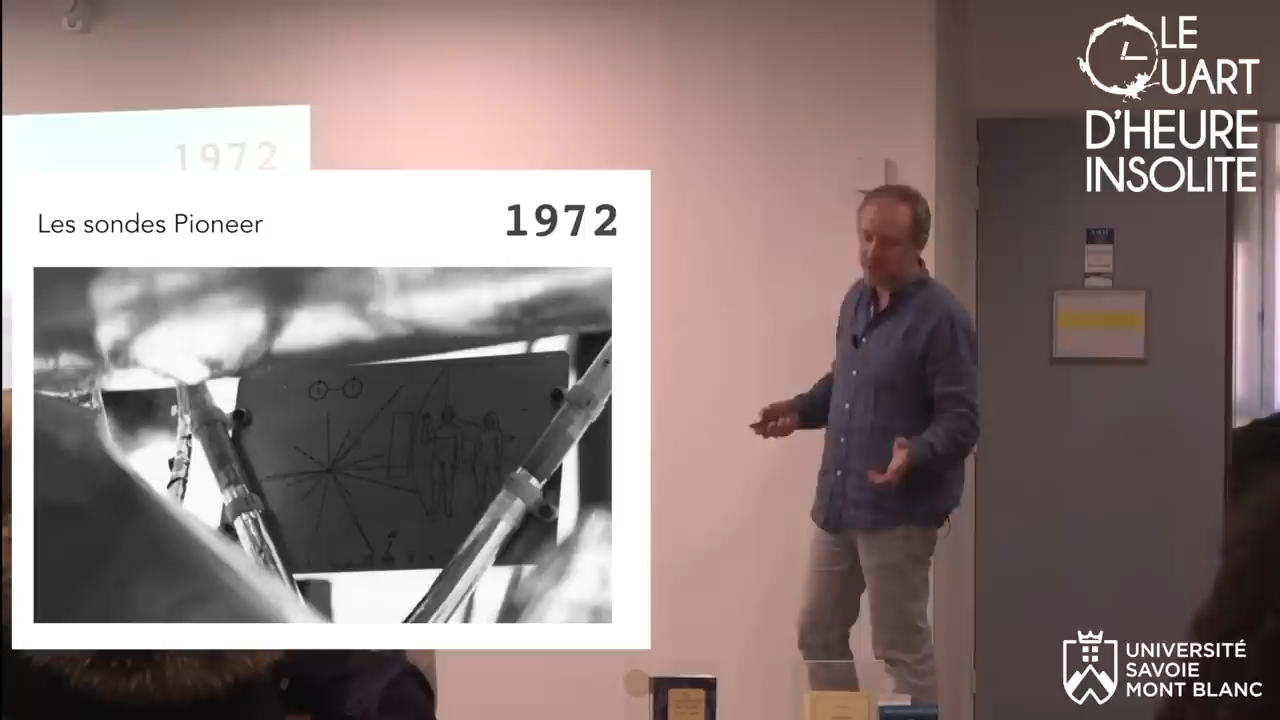 LE
QUART
D'HEURE
INSOLITE
1972
Les sondes Pioneer
1972
UNIVERSITÉ
SAVOIE
MONT BLANC